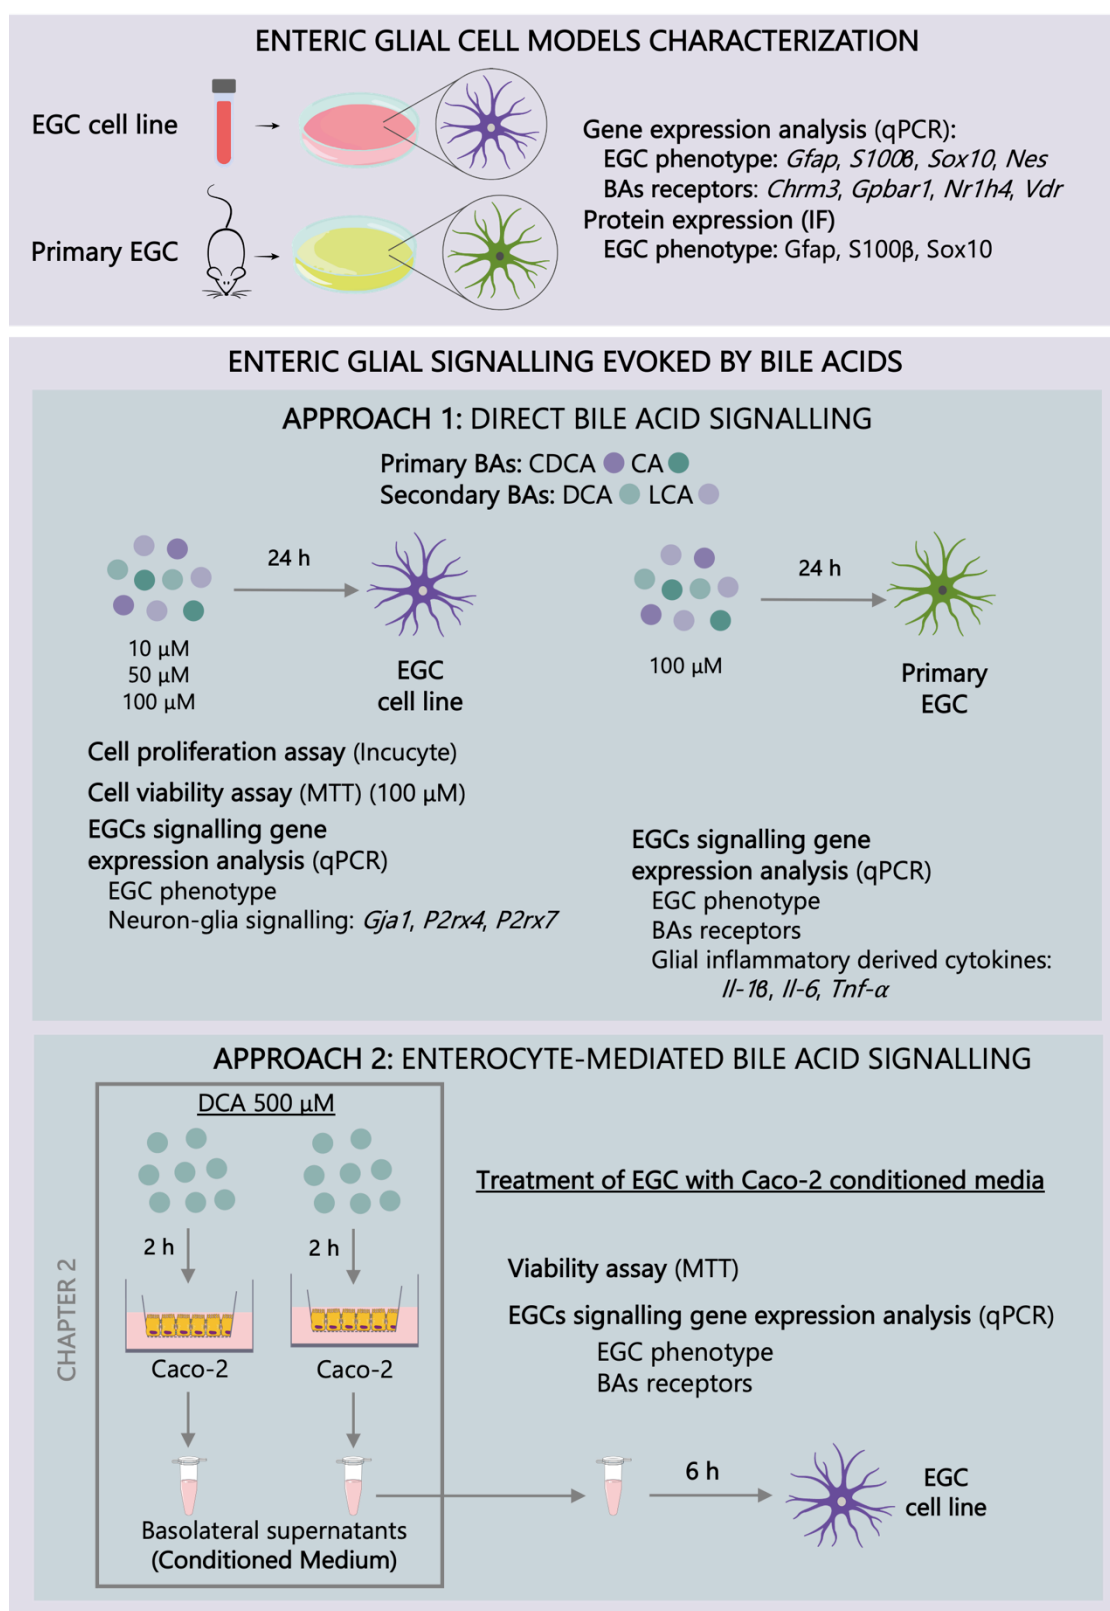 ENTERIC GLIAL CELL MODELS CHARACTERIZATION
EGC cell line
Primary EGC
Gene expression analysis (qPCR):
EGC phenotype: Gfap, S100β, Sox10, Nes
BAs receptors: Chrm3, Gpbar1, Nr1h4, Vdr
Protein expression (IF)
EGC phenotype: Gfap, S100β, Sox10
ENTERIC GLIAL SIGNALLING EVOKED BY BILE ACIDS
APPROACH 1: DIRECT BILE ACID SIGNALLING
Primary BAs: CDCA CA
Secondary BAs: DCA LCA
24 h
10 µM
50 µM
100 µM
EGC
cell line
24 h
100 µM
Primary
EGC
Cell proliferation assay (Incucyte)
Cell viability assay (MTT) (100 µM)
EGCs signalling gene
expression analysis (qPCR)
EGC phenotype
Neuron-glia signalling: Gja1, P2rx4, P2rx7
EGCs signalling gene
expression analysis (qPCR)
EGC phenotype
BAs receptors
Glial inflammatory derived cytokines:
Il-1β, Il-6, Tnf-α
APPROACH 2: ENTEROCYTE-MEDIATED BILE ACID SIGNALLING
CHAPTER 2
DCA 500 µM
2 h
2 h
Caco-2
Caco-2
Basolateral supernatants
(Conditioned Medium)
Treatment of EGC with Caco-2 conditioned media
Viability assay (MTT)
EGCs signalling gene expression analysis (qPCR)
EGC phenotype
BAs receptors
6 h
EGC
cell line